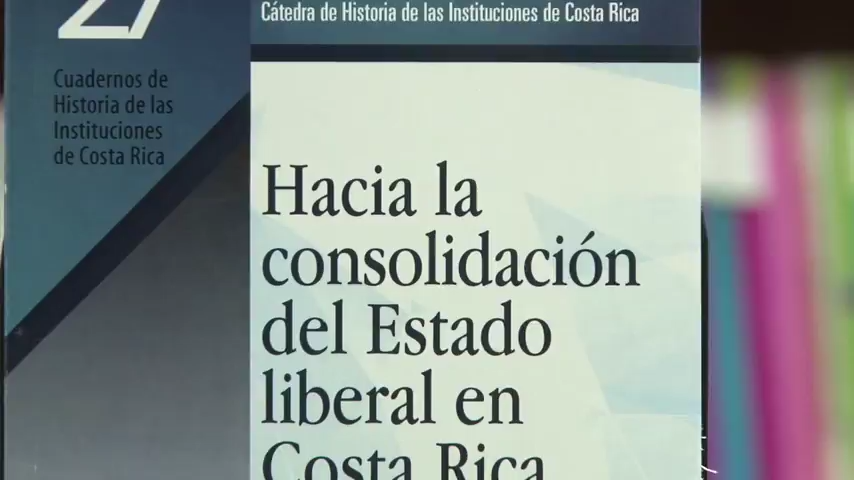 Cátedra de Historia de las Instituciones de Costa Rica
27
Cuadernos de
Historia de las
Instituciones
de Costa Rica
Hacia la
consolidación
del Estado
liberal en
Costa Rica